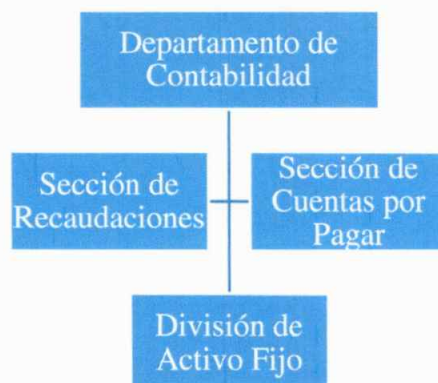 Departamento de
Contabilidad
Sección de
Recaudaciones
Sección de
Cuentas por
Pagar
División de
Activo Fijo